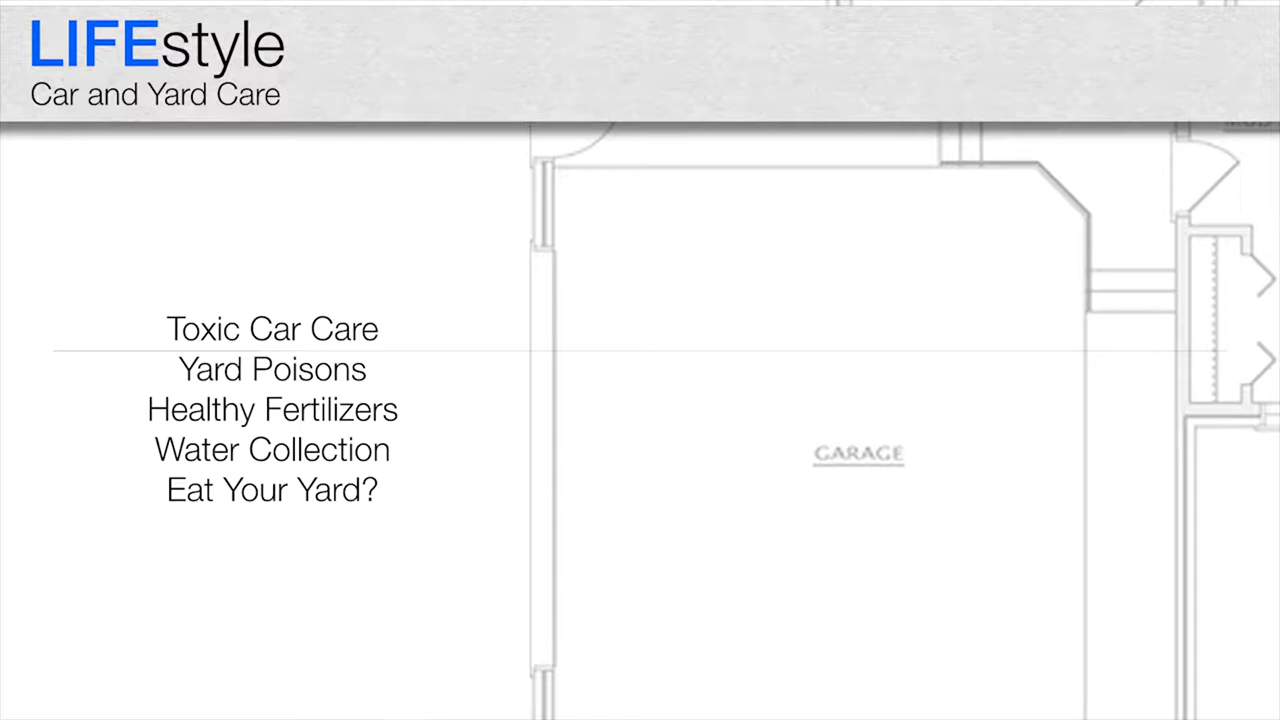 LIFEstyle
Car and Yard Care
Toxic Car Care
Yard Poisons
Healthy Fertilizers
Water Collection
Eat Your Yard?
GARAGE